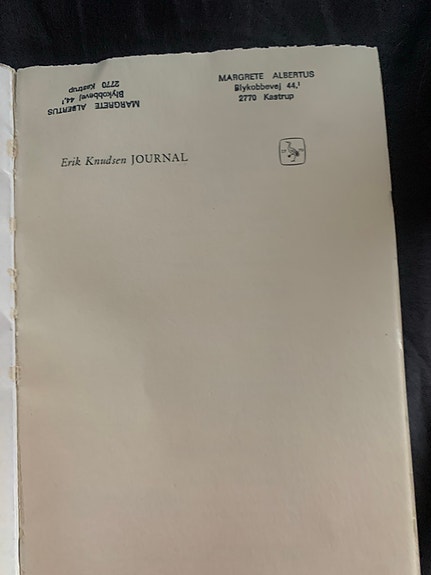 MARGRETE ALBERTUS
Blykobbevej 44,¹
2770 Kastrup
MARGRETE ALBERTUS
Blykobbevej 44,¹
2770 Kastrup
Erik Knudsen JOURNAL